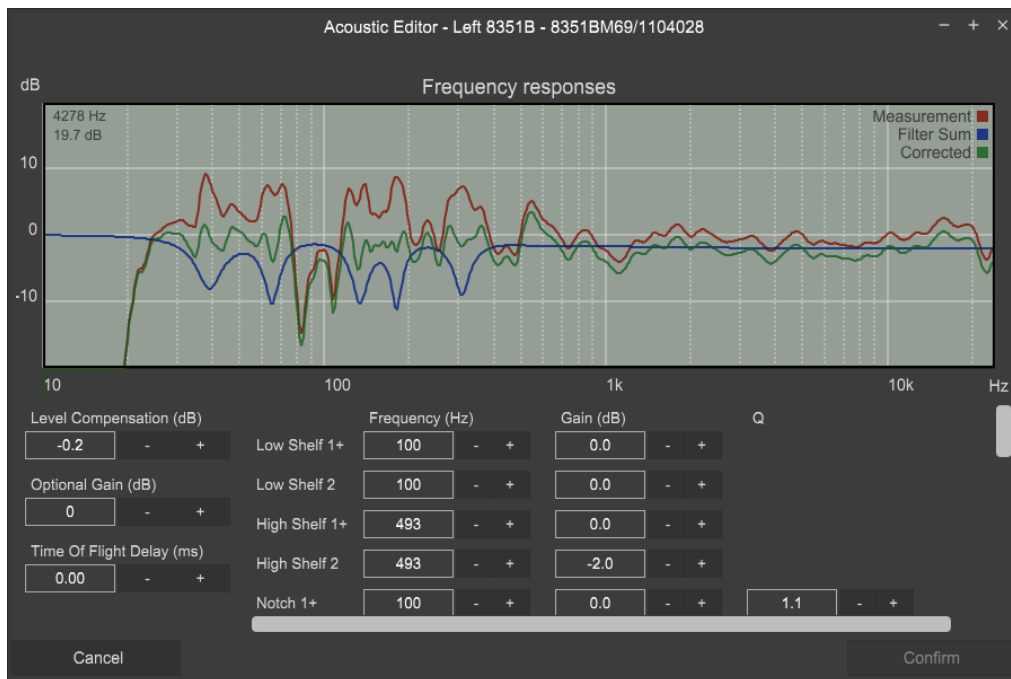 Acoustic Editor - Left 8351B - 8351BM69/1104028
- + ×
dB
Frequency responses
4278 Hz
19.7 dB
Measurement
Filter Sum
Corrected
10
0
-10
10 100 1k 10k Hz
Level Compensation (dB)
-0.2 - +
Optional Gain (dB)
0 - +
Time Of Flight Delay (ms)
0.00 - +
Frequency (Hz) Gain (dB) Q
Low Shelf 1+ 100 - + 0.0 - +
Low Shelf 2 100 - + 0.0 - +
High Shelf 1+ 493 - + 0.0 - +
High Shelf 2 493 - + -2.0 - +
Notch 1+ 100 - + 0.0 - + 1.1 - +
Cancel
Confirm